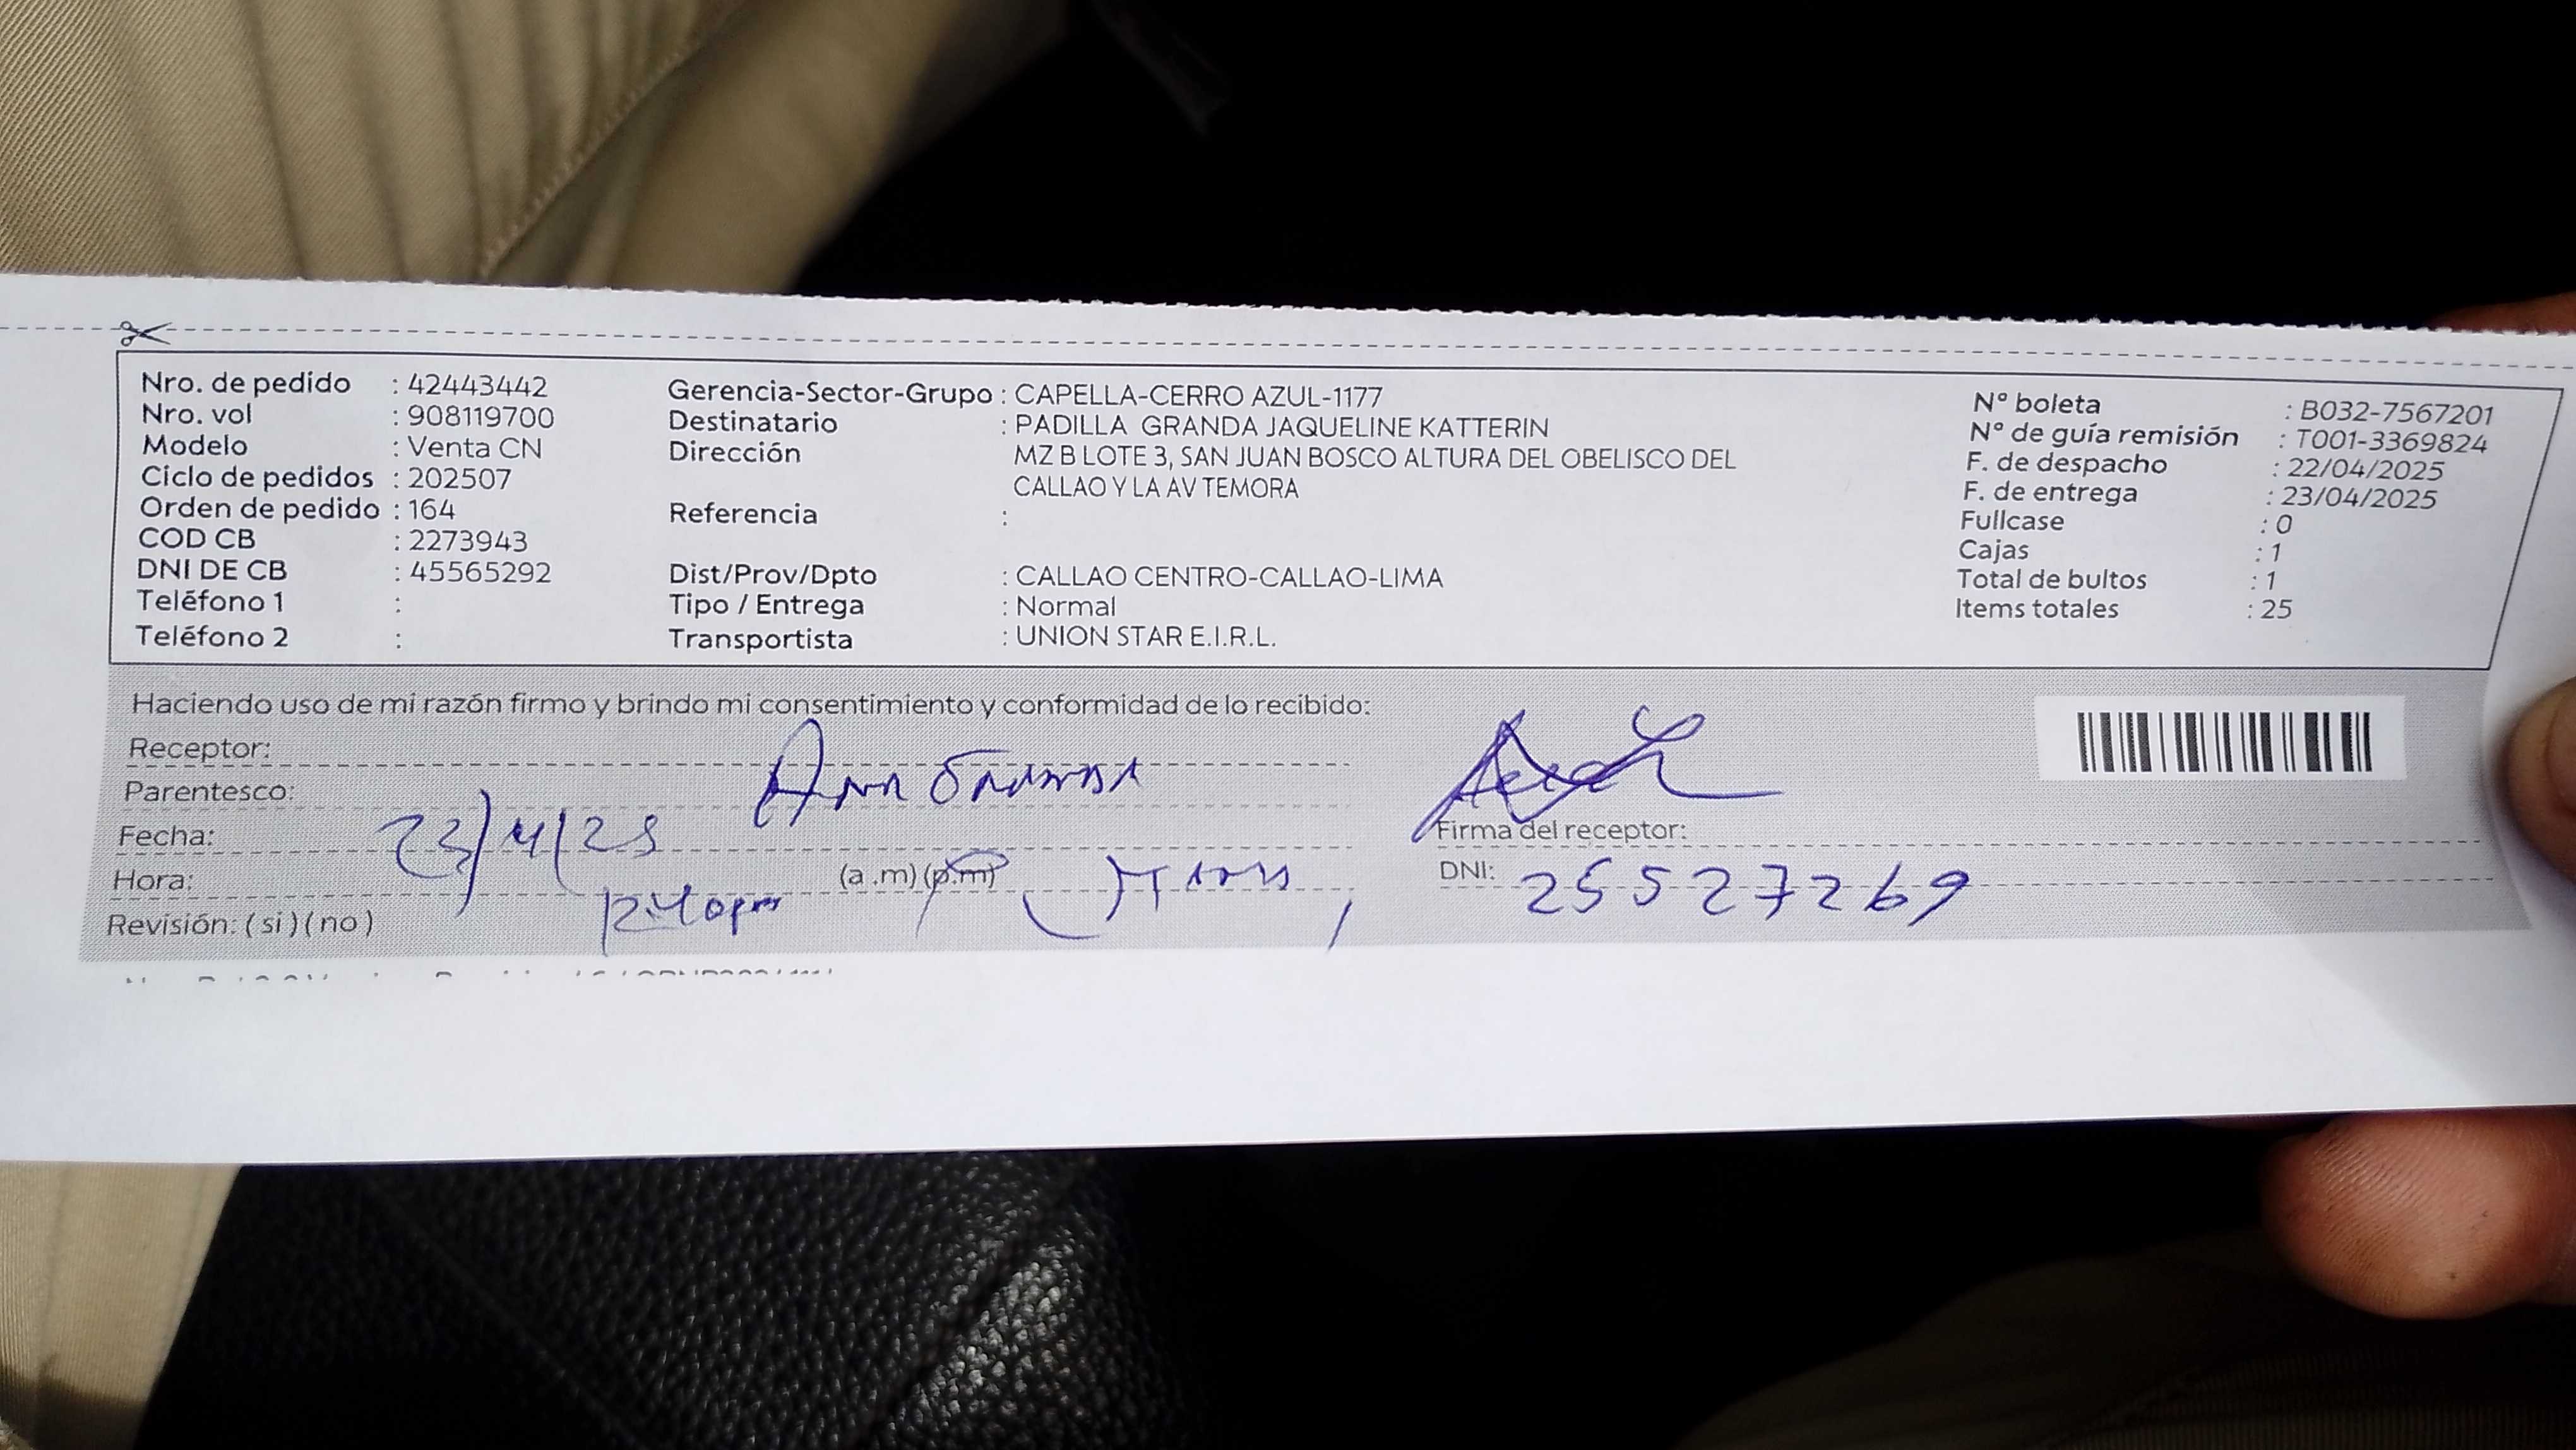 Nro. de pedido : 42443442
Nro. vol : 908119700
Modelo : Venta CN
Ciclo de pedidos : 202507
Orden de pedido : 164
COD CB : 2273943
DNI DE CB : 45565292
Teléfono 1 :
Teléfono 2 :
Gerencia-Sector-Grupo : CAPELLA-CERRO AZUL-1177
Destinatario : PADILLA GRANDA JAQUELINE KATTERIN
Dirección MZ B LOTE 3, SAN JUAN BOSCO ALTURA DEL OBELISCO DEL
CALLAO Y LA AV TEMORA
Referencia :
Dist/Prov/Dpto : CALLAO CENTRO-CALLAO-LIMA
Tipo / Entrega : Normal
Transportista : UNION STAR E.I.R.L.
N° boleta : B032-7567201
N° de guía remisión : T001-3369824
F. de despacho : 22/04/2025
F. de entrega : 23/04/2025
Fullcase : 0
Cajas : 1
Total de bultos : 1
Items totales : 25
Haciendo uso de mi razón firmo y brindo mi consentimiento y conformidad de lo recibido:
Receptor:
Parentesco: Ana Granda
Fecha: 23/4/25
Hora: 12:40 pm (a.m) (p.m)
Revisión: ( si ) ( no )
Firma del receptor:
DNI: 25527269